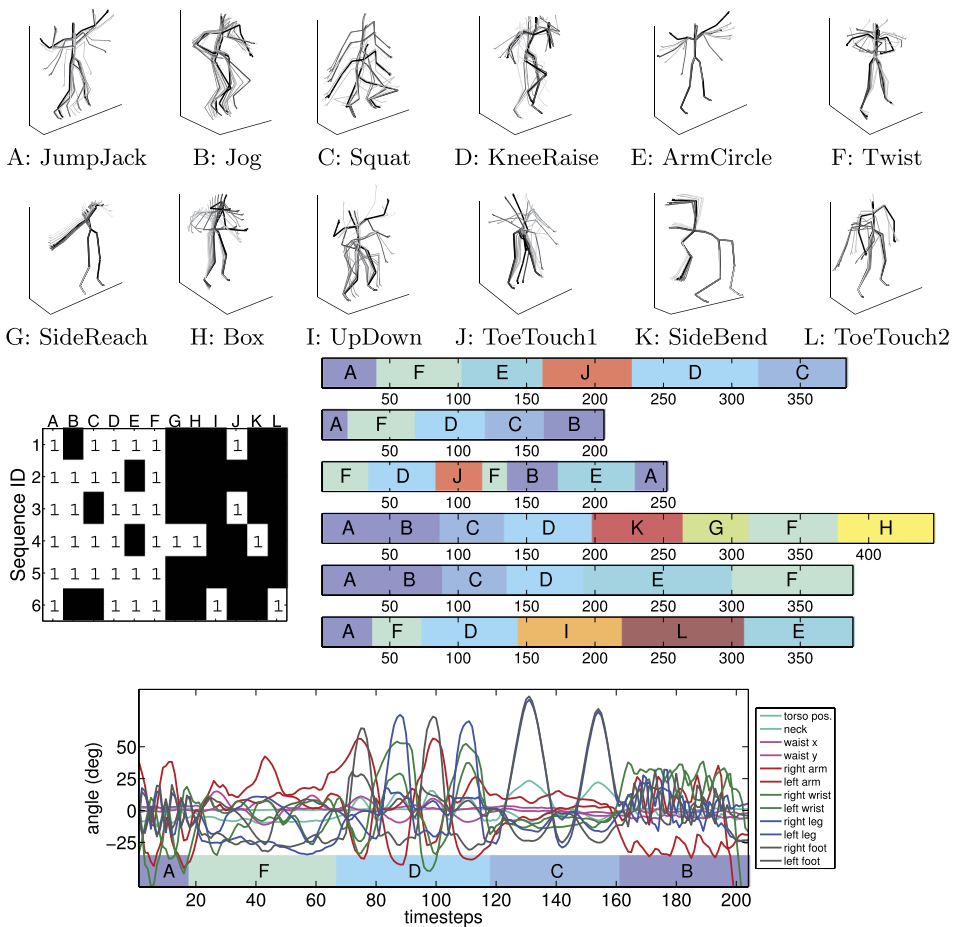 A: JumpJack B: Jog C: Squat D: KneeRaise E: ArmCircle F: Twist
G: SideReach H: Box I: UpDown J: ToeTouch1 K: SideBend L: ToeTouch2
A B C D E F G H I J K L
Sequence ID
1 1 1 1 1 1 1
2 1 1 1 1 1
3 1 1 1 1 1 1
4 1 1 1 1 1 1 1 1
5 1 1 1 1 1 1
6 1 1 1 1 1 1
A F E J D C
50 100 150 200 250 300 350
A F D C B
50 100 150 200
F D J F B E A
50 100 150 200 250
A B C D K G F H
50 100 150 200 250 300 350 400
A B C D E F
50 100 150 200 250 300 350
A F D I L E
50 100 150 200 250 300 350
angle (deg)
50
25
0
−25
A F D C B
20 40 60 80 100 120 140 160 180 200
timesteps
torso pos.
neck
waist x
waist y
right arm
left arm
right wrist
left wrist
right leg
left leg
right foot
left foot